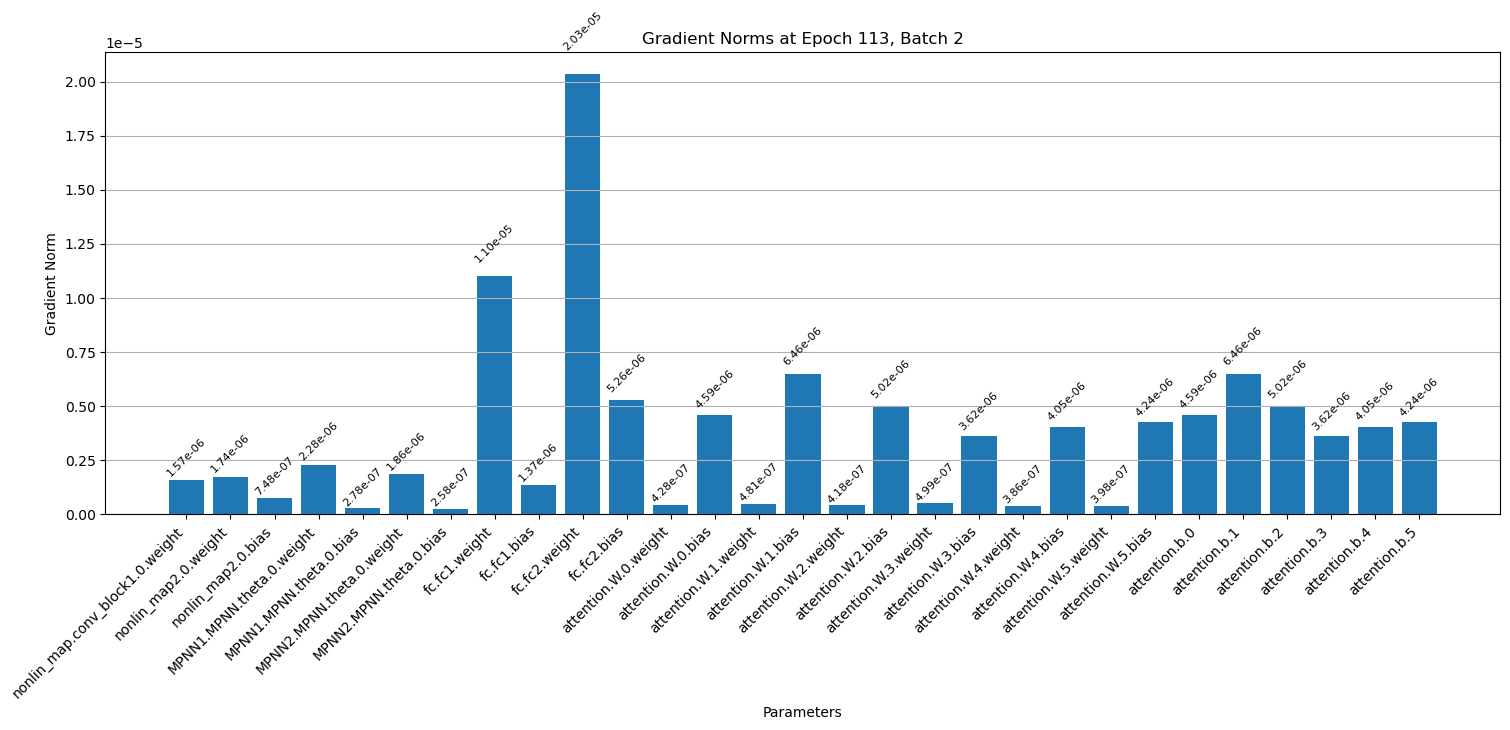 Gradient Norms at Epoch 113, Batch 2
1e−5
2.00
1.75
1.50
1.25
1.00
0.75
0.50
0.25
0.00
Gradient Norm
1.57e-06
1.74e-06
7.48e-07
2.28e-06
2.78e-07
1.86e-06
2.58e-07
1.10e-05
1.37e-06
2.03e-05
5.26e-06
4.28e-07
4.59e-06
4.81e-07
6.46e-06
4.18e-07
5.02e-06
4.99e-07
3.62e-06
3.86e-07
4.05e-06
3.98e-07
4.24e-06
4.59e-06
6.46e-06
5.02e-06
3.62e-06
4.05e-06
4.24e-06
nonlin_map.conv_block1.0.weight
nonlin_map2.0.weight
nonlin_map2.0.bias
MPNN1.MPNN.theta.0.weight
MPNN1.MPNN.theta.0.bias
MPNN2.MPNN.theta.0.weight
MPNN2.MPNN.theta.0.bias
fc.fc1.weight
fc.fc1.bias
fc.fc2.weight
fc.fc2.bias
attention.W.0.weight
attention.W.0.bias
attention.W.1.weight
attention.W.1.bias
attention.W.2.weight
attention.W.2.bias
attention.W.3.weight
attention.W.3.bias
attention.W.4.weight
attention.W.4.bias
attention.W.5.weight
attention.W.5.bias
attention.b.0
attention.b.1
attention.b.2
attention.b.3
attention.b.4
attention.b.5
Parameters